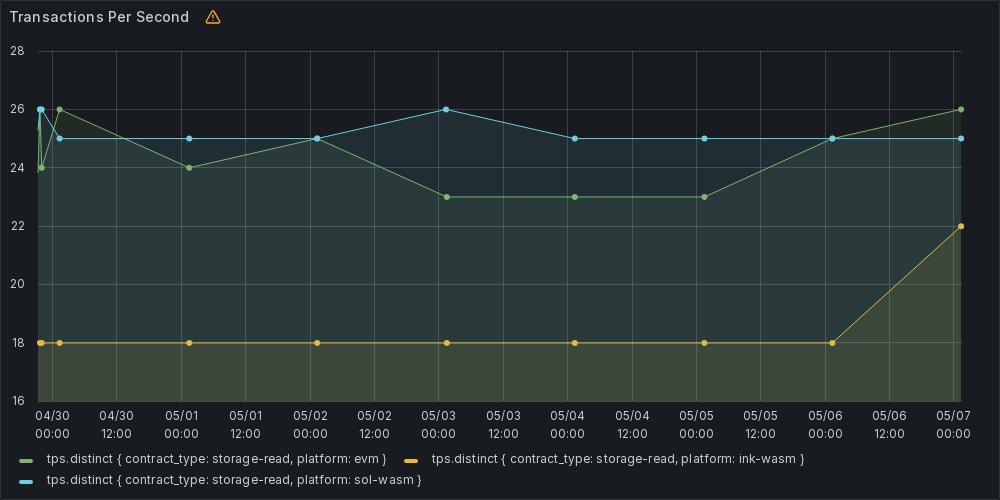 Transactions Per Second
28
26
24
22
20
18
16
04/30 04/30 05/01 05/01 05/02 05/02 05/03 05/03 05/04 05/04 05/05 05/05 05/06 05/06 05/07
00:00 12:00 00:00 12:00 00:00 12:00 00:00 12:00 00:00 12:00 00:00 12:00 00:00 12:00 00:00
tps.distinct { contract_type: storage-read, platform: evm } tps.distinct { contract_type: storage-read, platform: ink-wasm }
tps.distinct { contract_type: storage-read, platform: sol-wasm }